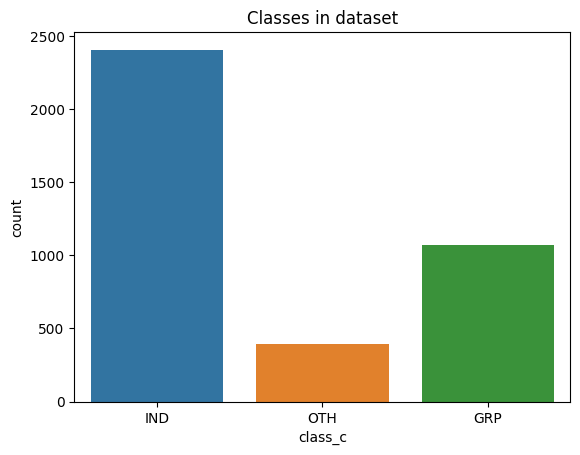 Classes in dataset
2500
2000
1500
1000
500
0
count
IND OTH GRP
class_c